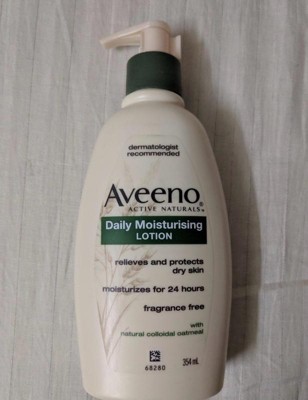 dermatologist
recommended
Aveeno®
ACTIVE NATURALS®
Daily Moisturising
LOTION
relieves and protects
dry skin
moisturizes for 24 hours
fragrance free
with
natural colloidal oatmeal
68280
354 mL